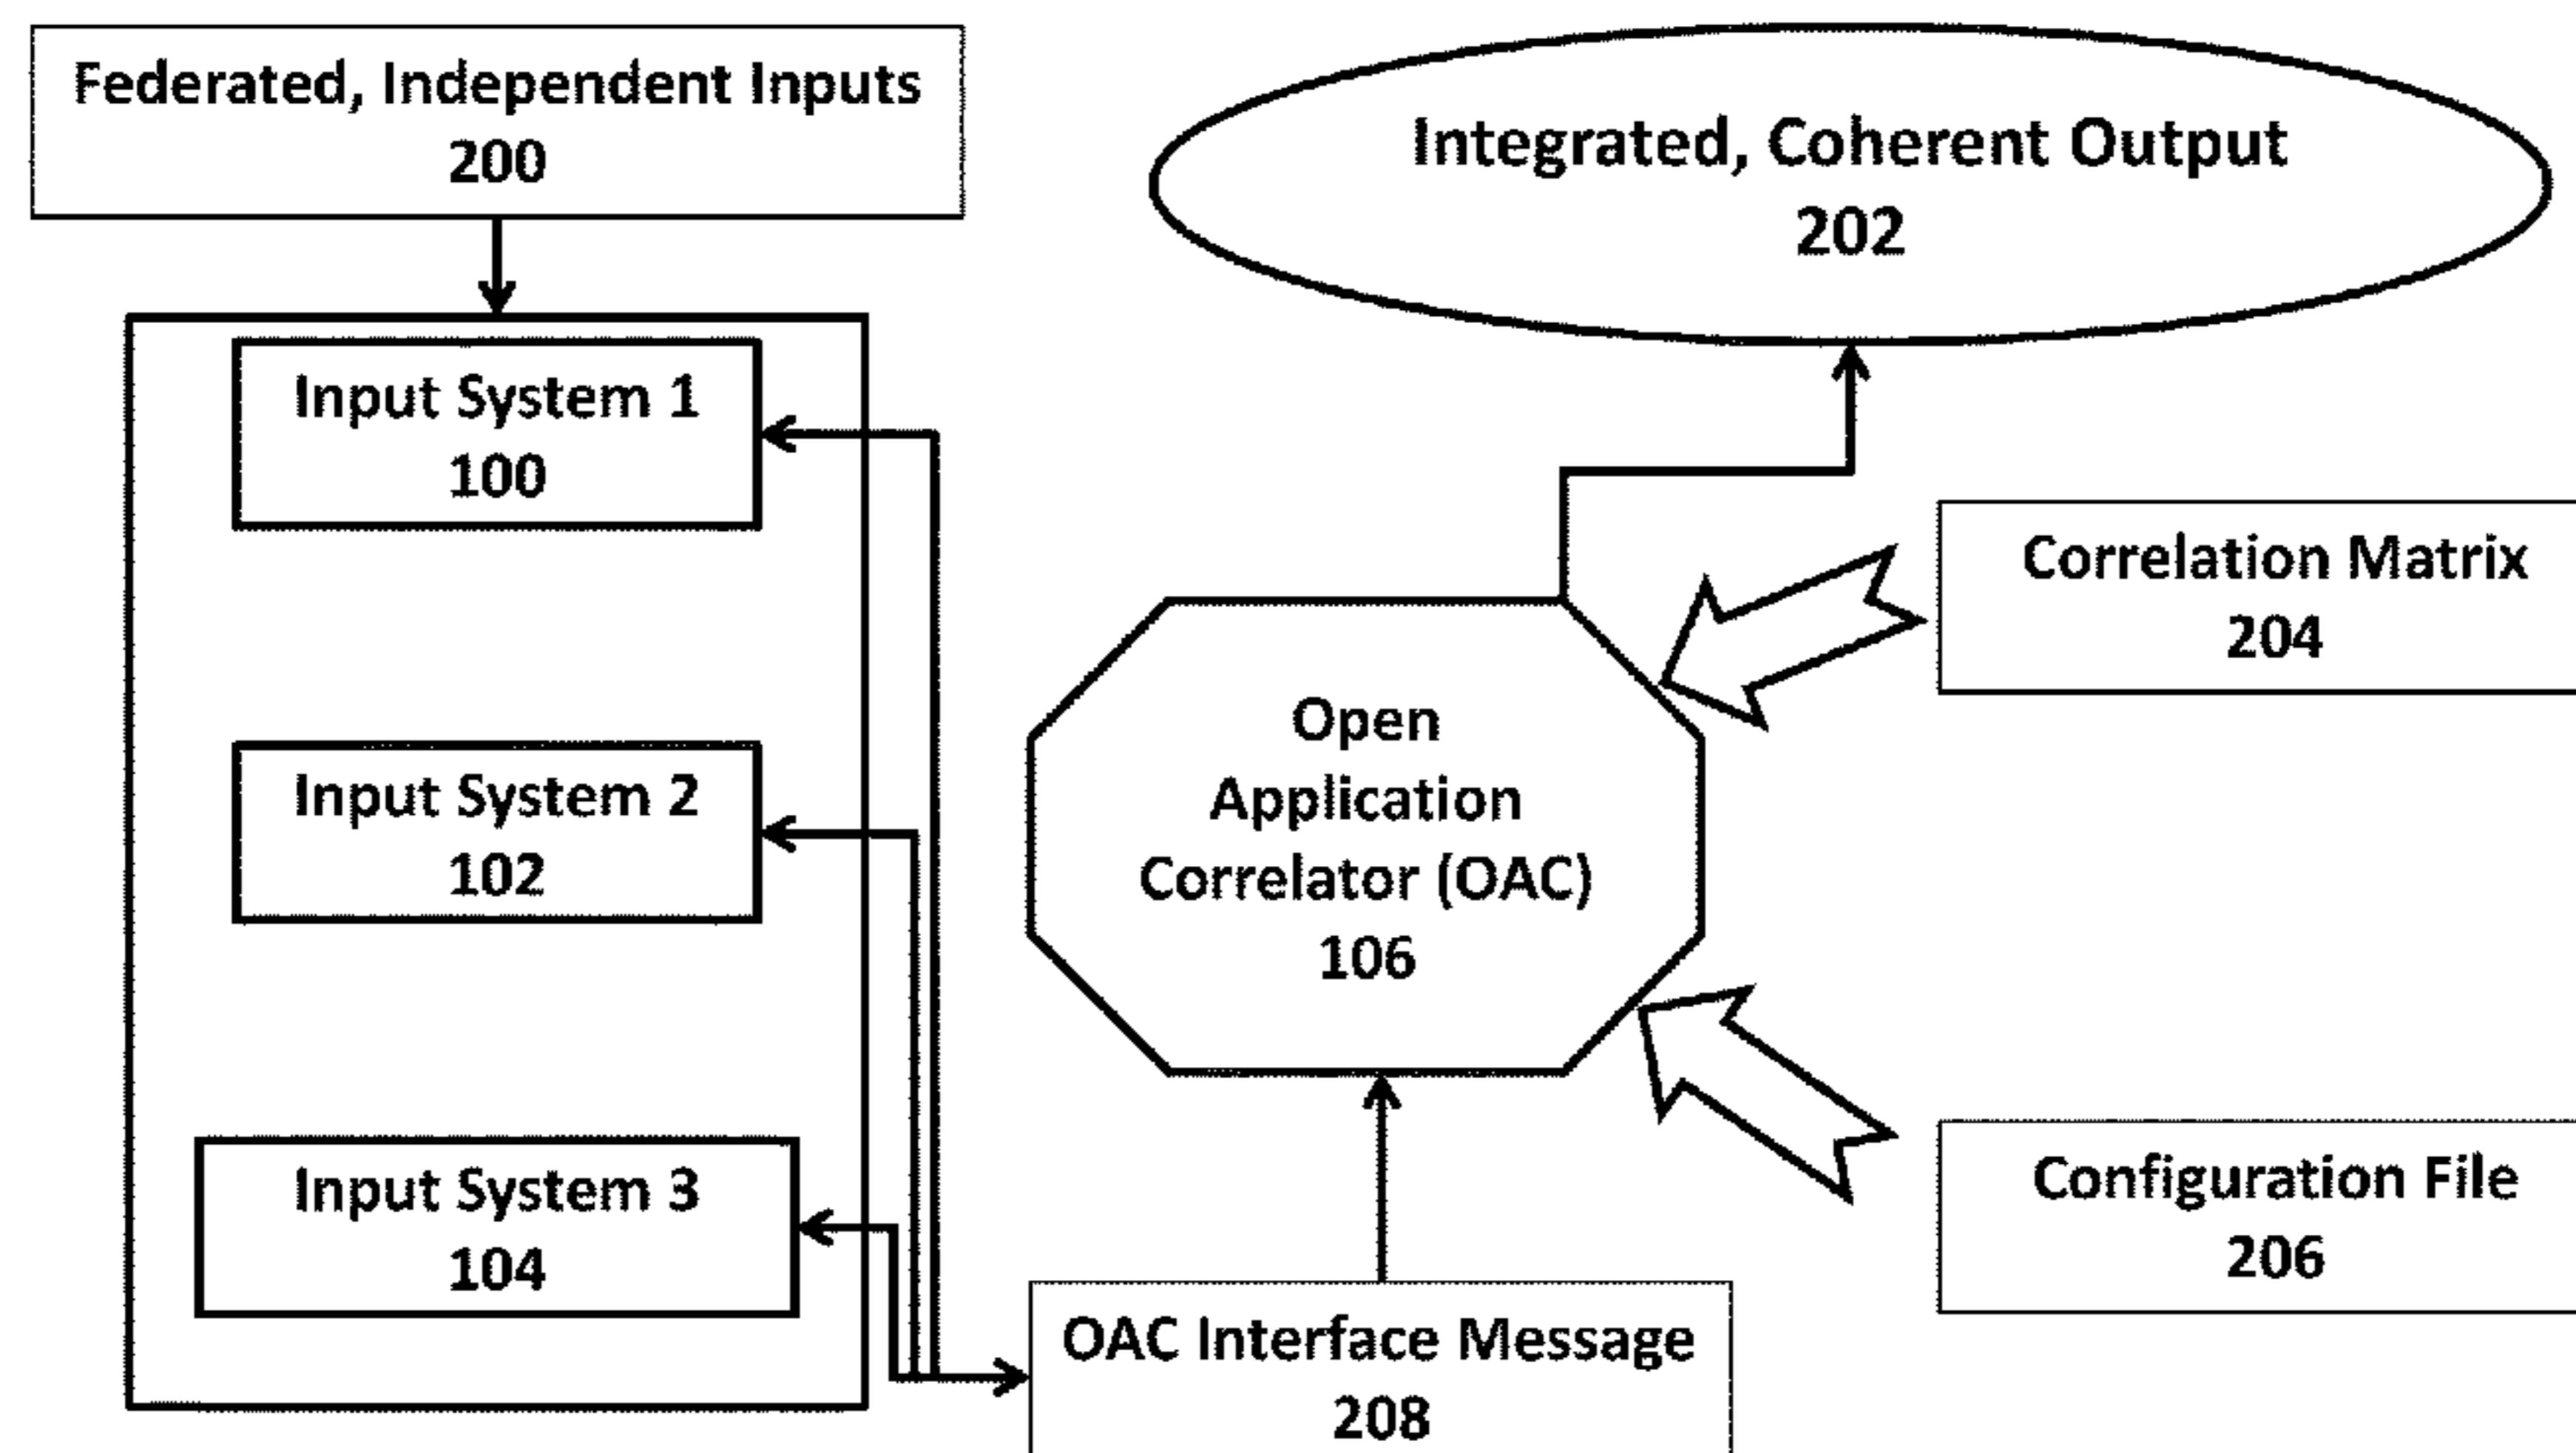 Federated, Independent Inputs
200
Integrated, Coherent Output
202
Input System 1
100
Input System 2
102
Input System 3
104
Open
Application
Correlator (OAC)
106
Correlation Matrix
204
Configuration File
206
OAC Interface Message
208